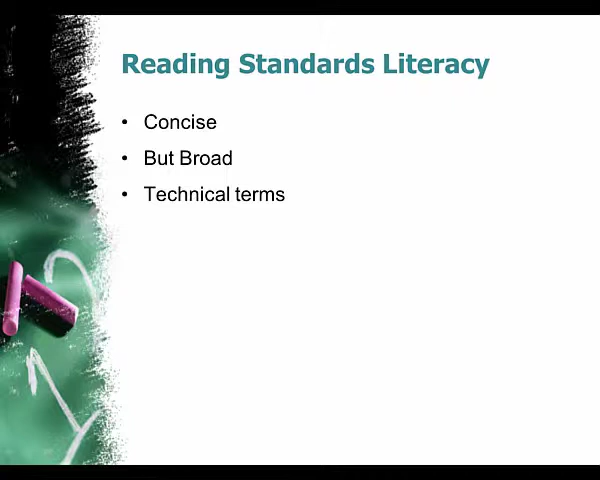 Reading Standards Literacy
• Concise
• But Broad
• Technical terms